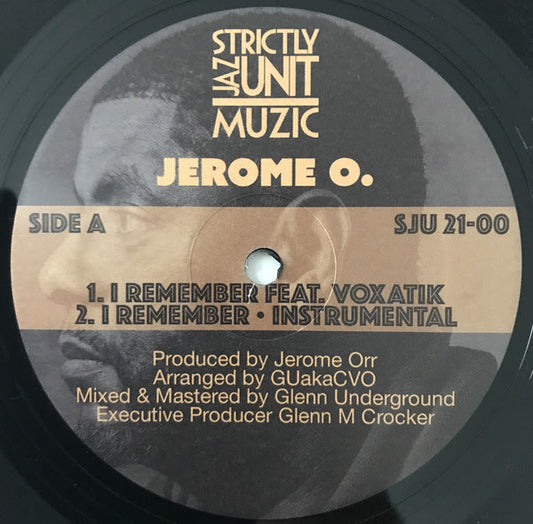 STRICTLY
JAZ UNIT
MUZIC
JEROME O.
SIDE A
SJU 21-00
1. I REMEMBER FEAT. VOXATIK
2. I REMEMBER • INSTRUMENTAL
Produced by Jerome Orr
Arranged by GUakaCVO
Mixed & Mastered by Glenn Underground
Executive Producer Glenn M Crocker